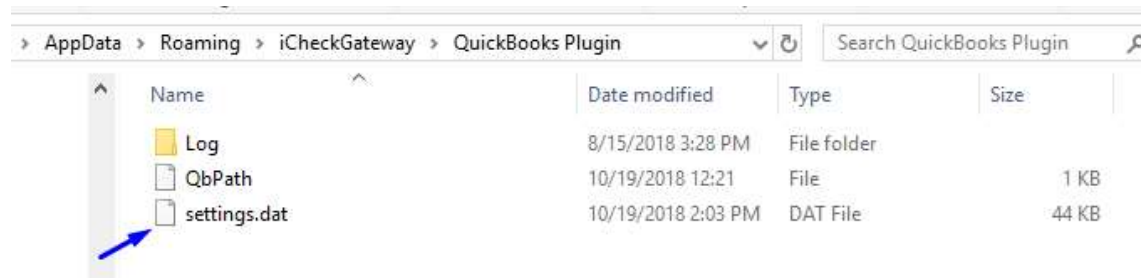 > AppData > Roaming > iCheckGateway > QuickBooks Plugin Search QuickBooks Plugin
Name Date modified Type Size
Log 8/15/2018 3:28 PM File folder
QbPath 10/19/2018 12:21 File 1 KB
settings.dat 10/19/2018 2:03 PM DAT File 44 KB